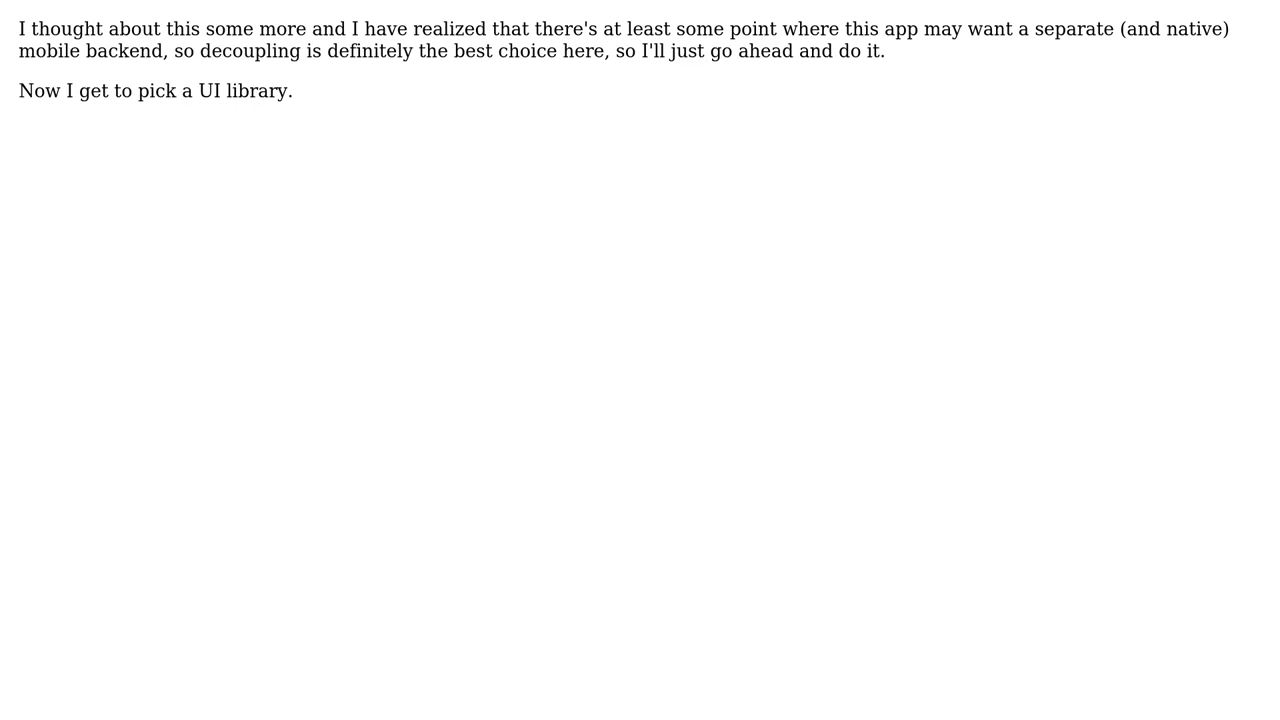 I thought about this some more and I have realized that there's at least some point where this app may want a separate (and native)
mobile backend, so decoupling is definitely the best choice here, so I'll just go ahead and do it.
Now I get to pick a UI library.